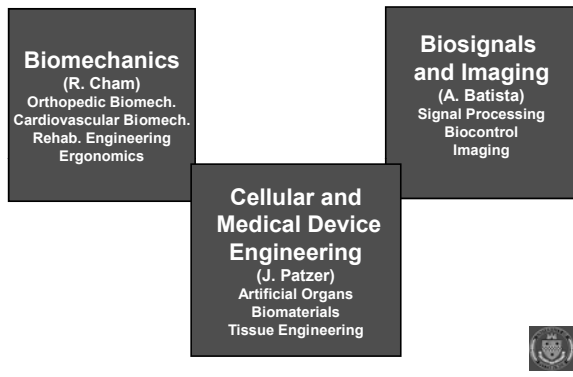 Biomechanics
(R. Cham)
Orthopedic Biomech.
Cardiovascular Biomech.
Rehab. Engineering
Ergonomics
Biosignals
and Imaging
(A. Batista)
Signal Processing
Biocontrol
Imaging
Cellular and
Medical Device
Engineering
(J. Patzer)
Artificial Organs
Biomaterials
Tissue Engineering